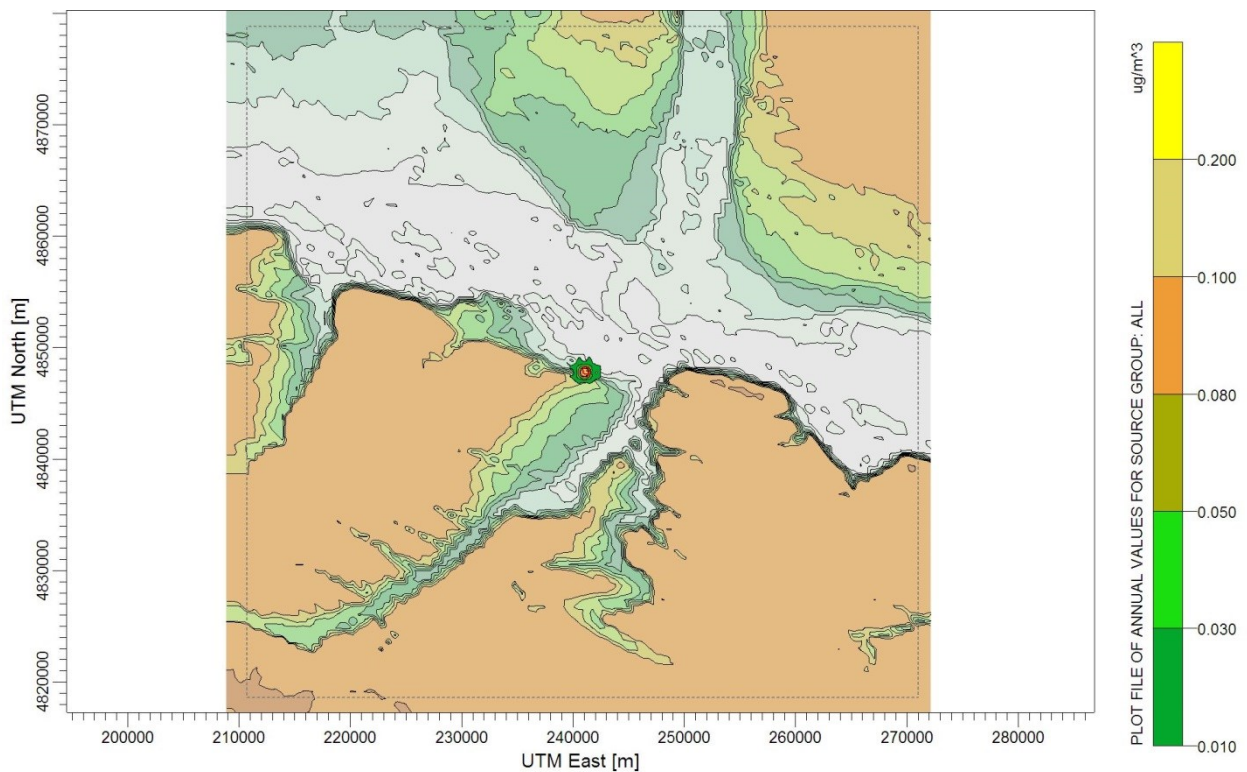 4870000
4860000
4850000
4840000
4830000
4820000
UTM North [m]
200000 210000 220000 230000 240000 250000 260000 270000 280000
UTM East [m]
ug/m^3
PLOT FILE OF ANNUAL VALUES FOR SOURCE GROUP: ALL
0.200
0.100
0.080
0.050
0.030
0.010